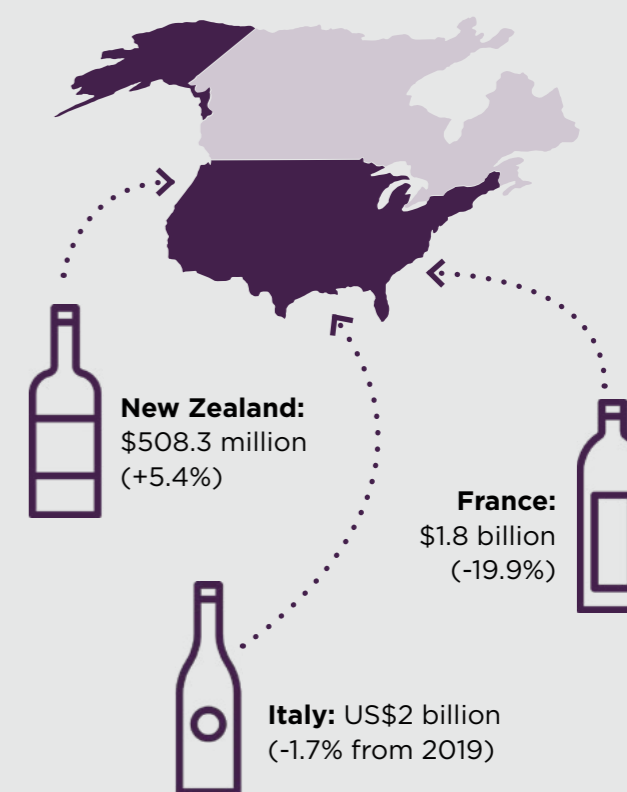 New Zealand:
$508.3 million
(+5.4%)
France:
$1.8 billion
(-19.9%)
Italy: US$2 billion
(-1.7% from 2019)